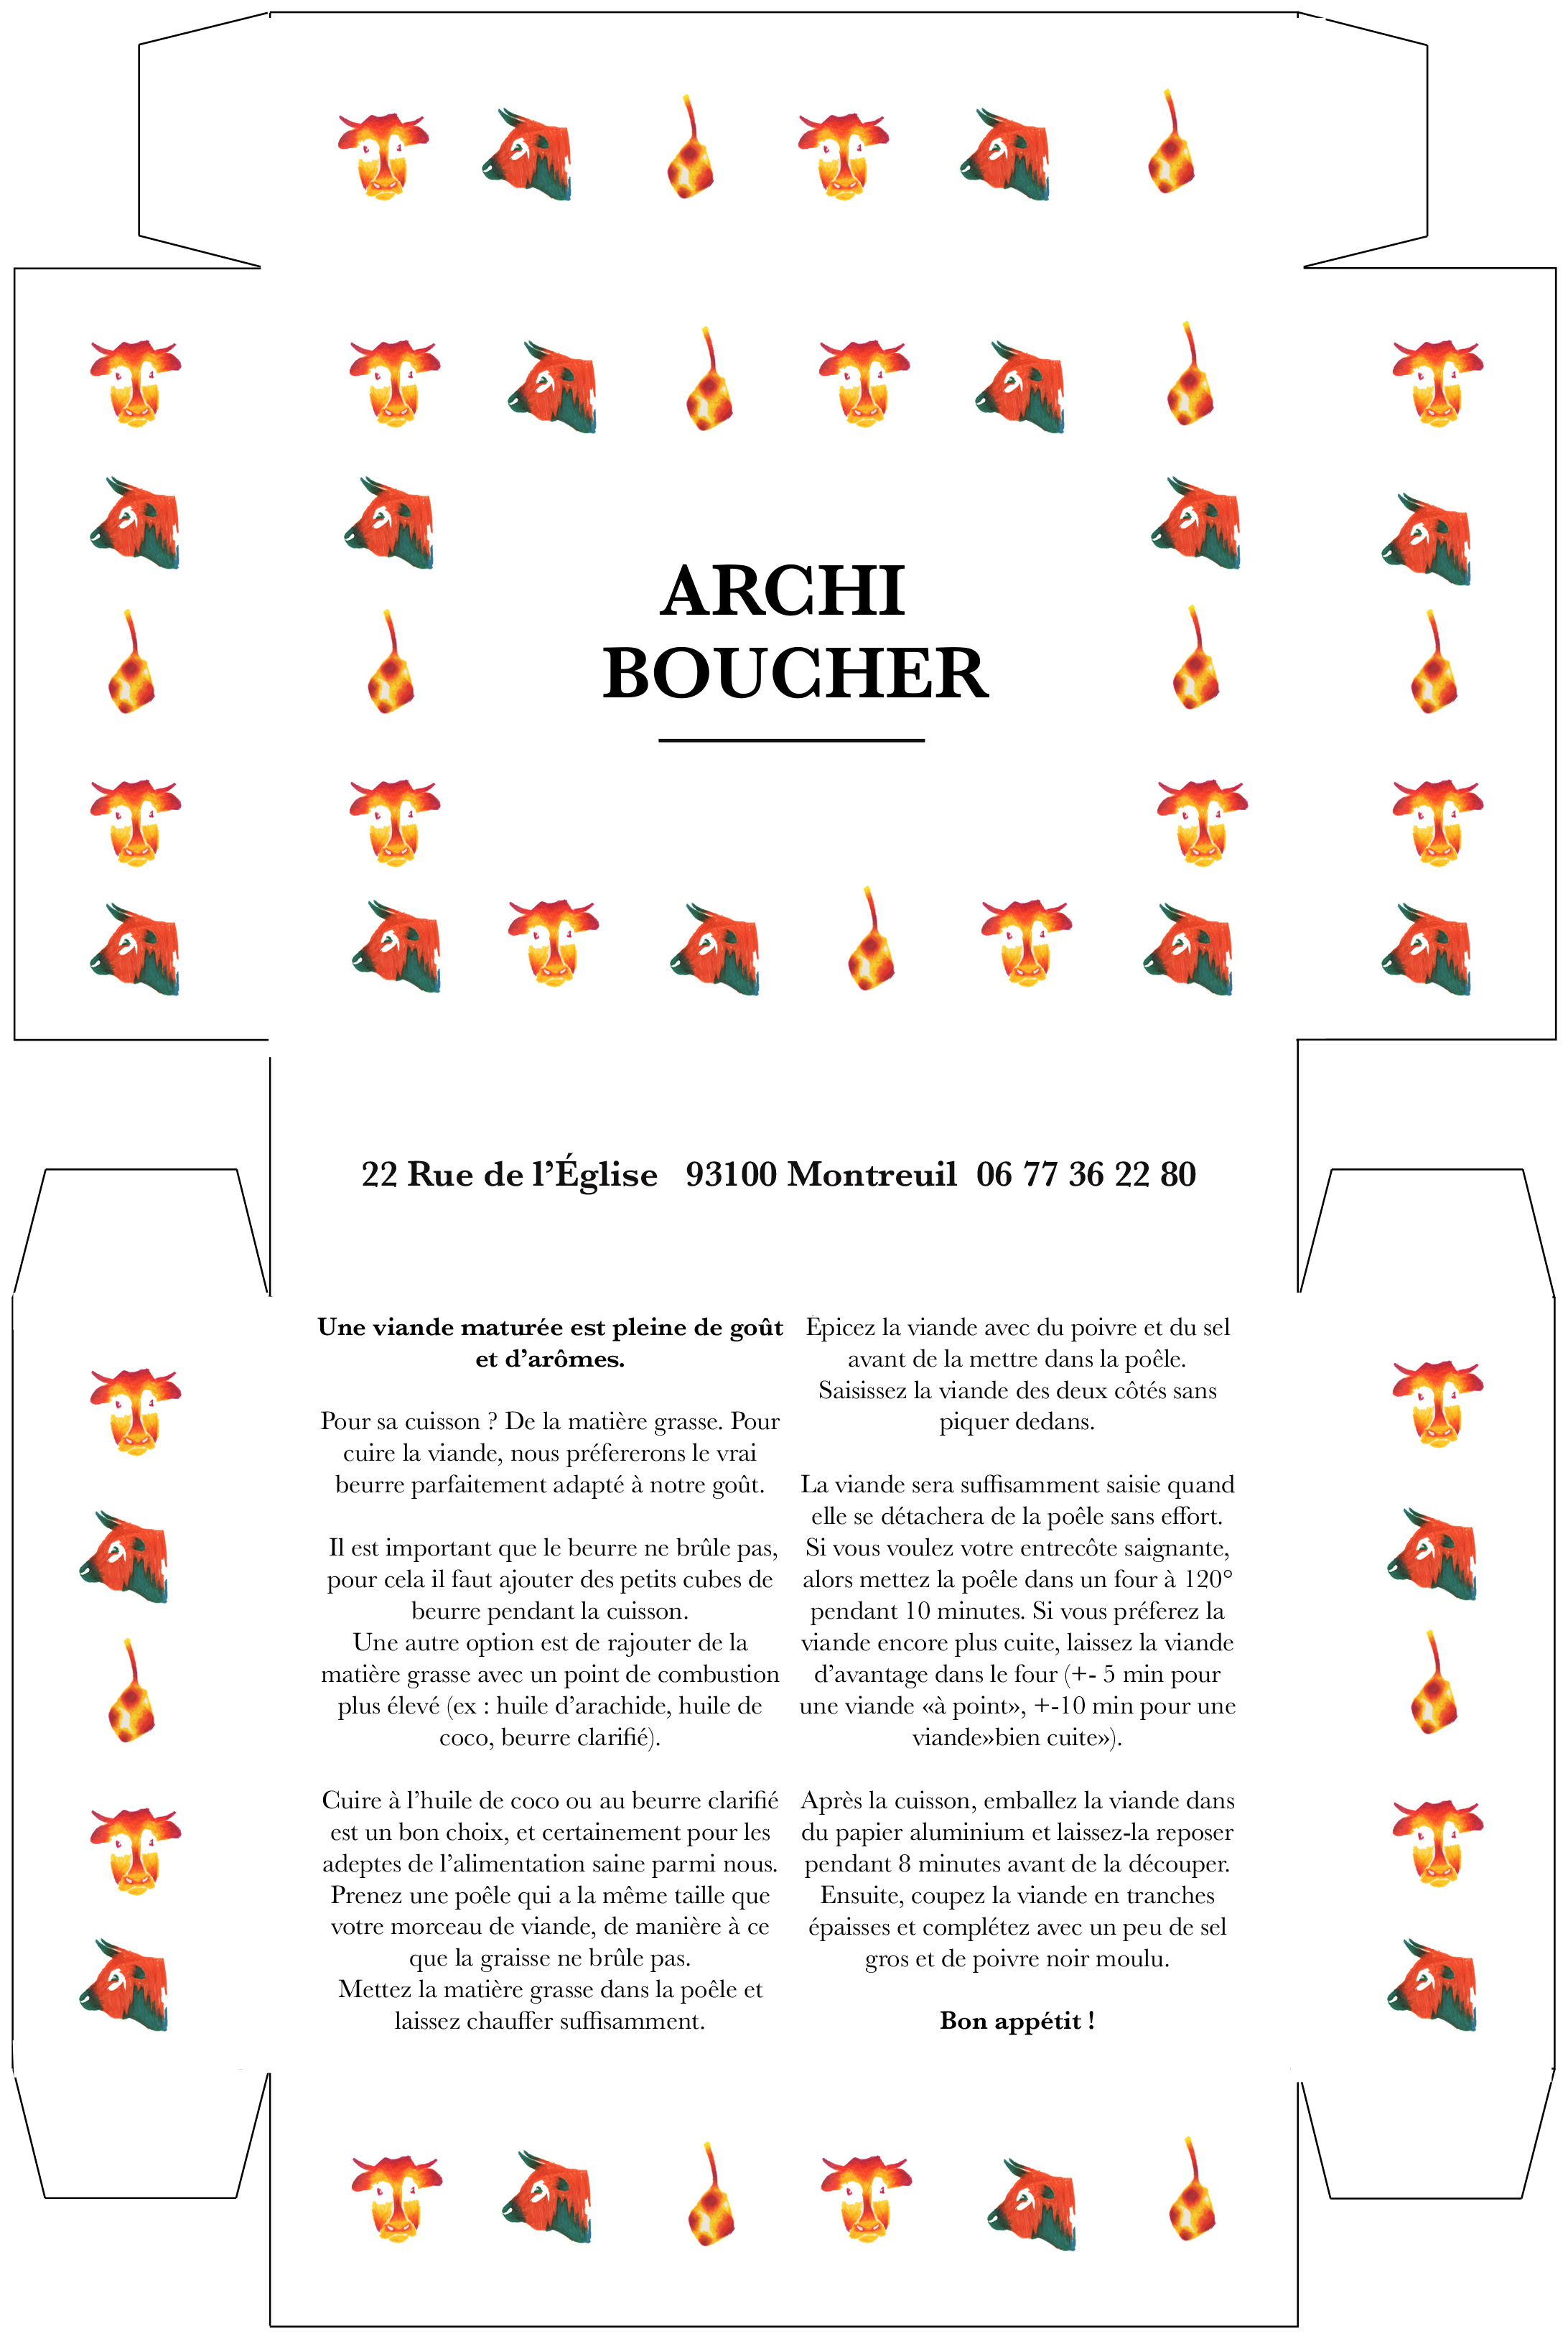 ARCHI
BOUCHER
22 Rue de l’Église 93100 Montreuil 06 77 36 22 80
Une viande maturée est pleine de goût
et d’arômes.
Pour sa cuisson ? De la matière grasse. Pour
cuire la viande, nous préfererons le vrai
beurre parfaitement adapté à notre goût.
Il est important que le beurre ne brûle pas,
pour cela il faut ajouter des petits cubes de
beurre pendant la cuisson.
Une autre option est de rajouter de la
matière grasse avec un point de combustion
plus élevé (ex : huile d’arachide, huile de
coco, beurre clarifié).
Cuire à l’huile de coco ou au beurre clarifié
est un bon choix, et certainement pour les
adeptes de l’alimentation saine parmi nous.
Prenez une poêle qui a la même taille que
votre morceau de viande, de manière à ce
que la graisse ne brûle pas.
Mettez la matière grasse dans la poêle et
laissez chauffer suffisamment.
Épicez la viande avec du poivre et du sel
avant de la mettre dans la poêle.
Saisissez la viande des deux côtés sans
piquer dedans.
La viande sera suffisamment saisie quand
elle se détachera de la poêle sans effort.
Si vous voulez votre entrecôte saignante,
alors mettez la poêle dans un four à 120°
pendant 10 minutes. Si vous préferez la
viande encore plus cuite, laissez la viande
d’avantage dans le four (+- 5 min pour
une viande «à point», +-10 min pour une
viande»bien cuite»).
Après la cuisson, emballez la viande dans
du papier aluminium et laissez-la reposer
pendant 8 minutes avant de la découper.
Ensuite, coupez la viande en tranches
épaisses et complétez avec un peu de sel
gros et de poivre noir moulu.
Bon appétit !